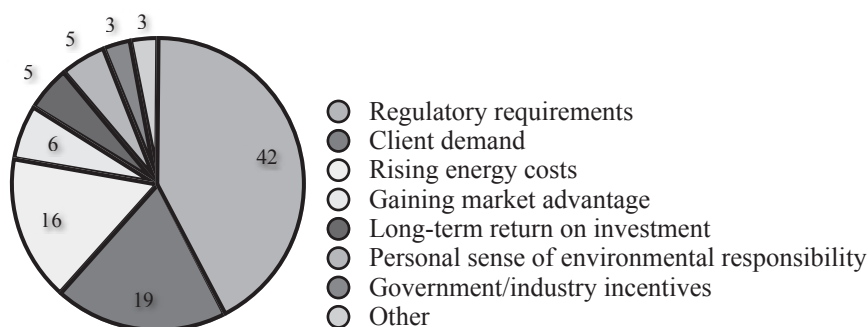 3
3
5
5
6
42
16
19
Regulatory requirements
Client demand
Rising energy costs
Gaining market advantage
Long-term return on investment
Personal sense of environmental responsibility
Government/industry incentives
Other